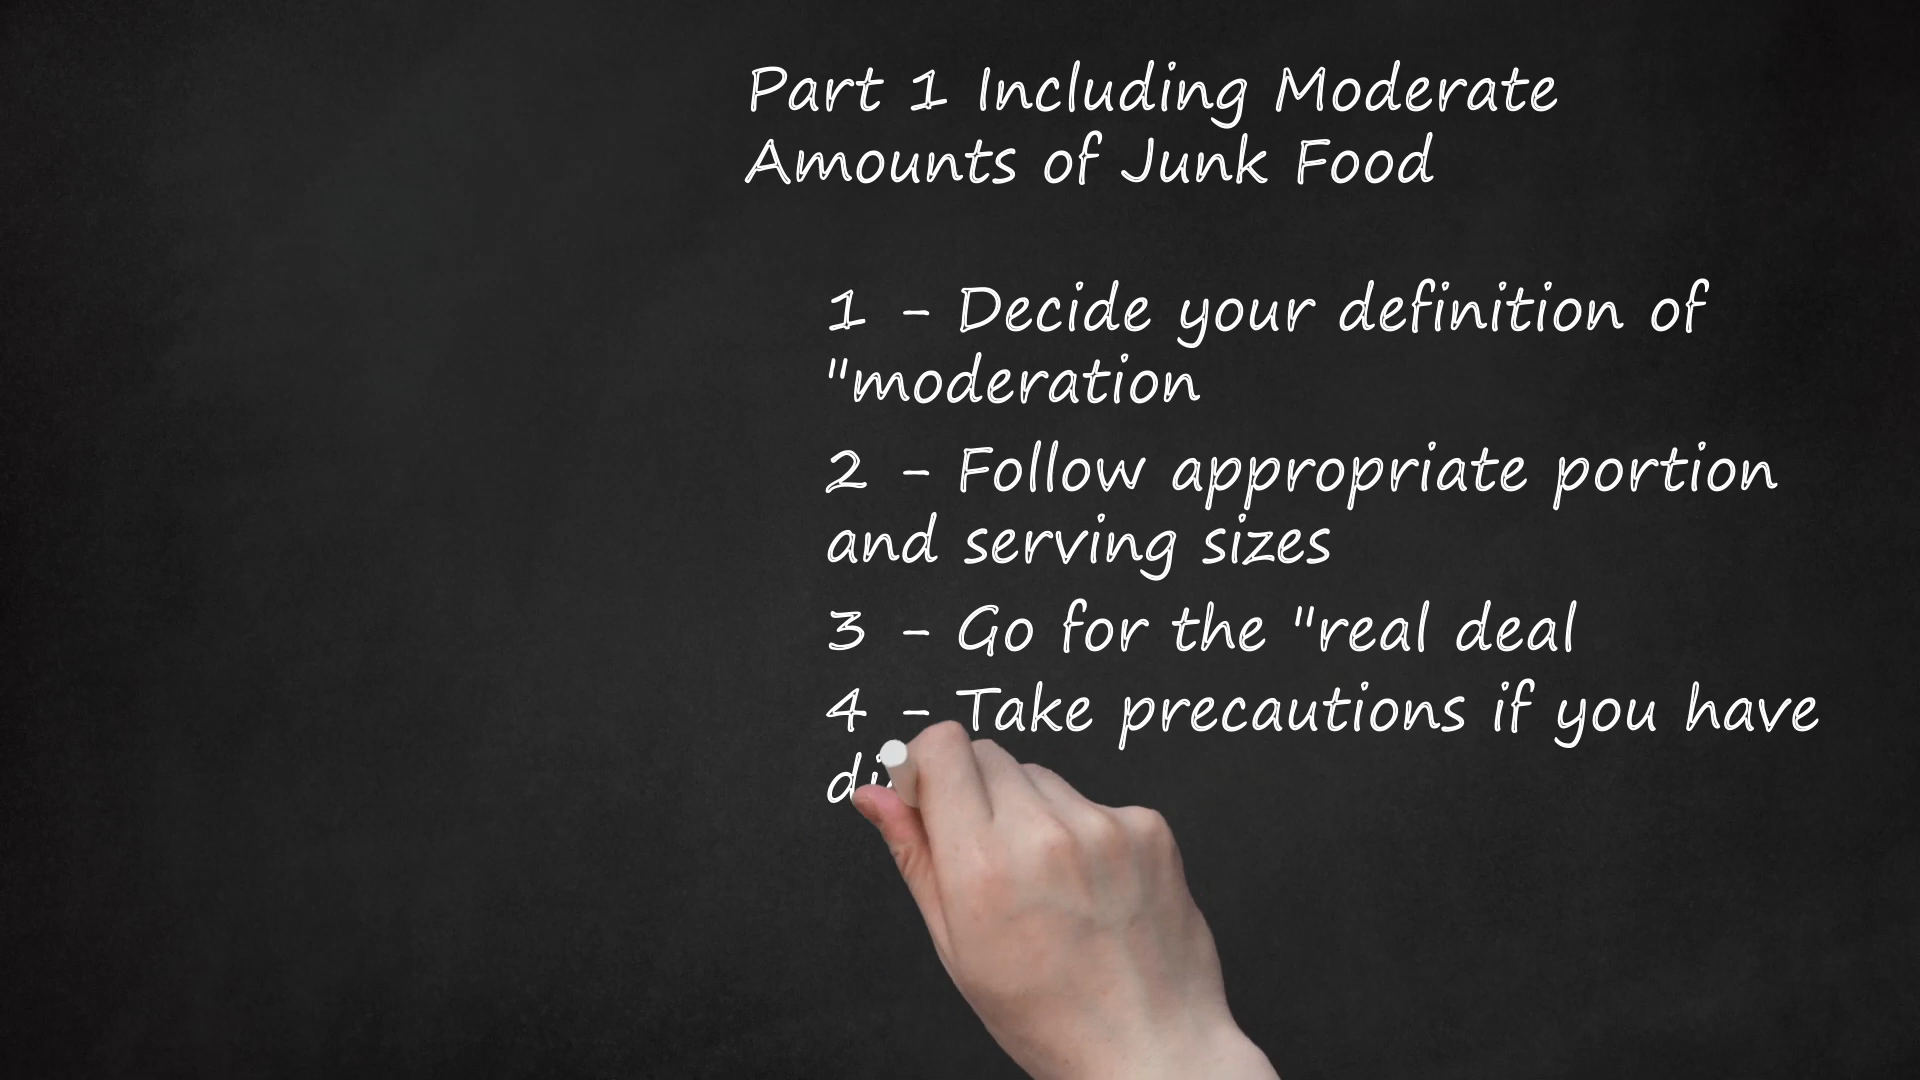 Part 1 Including Moderate
Amounts of Junk Food
1 - Decide your definition of
"moderation
2 - Follow appropriate portion
and serving sizes
3 - Go for the "real deal
4 - Take precautions if you have